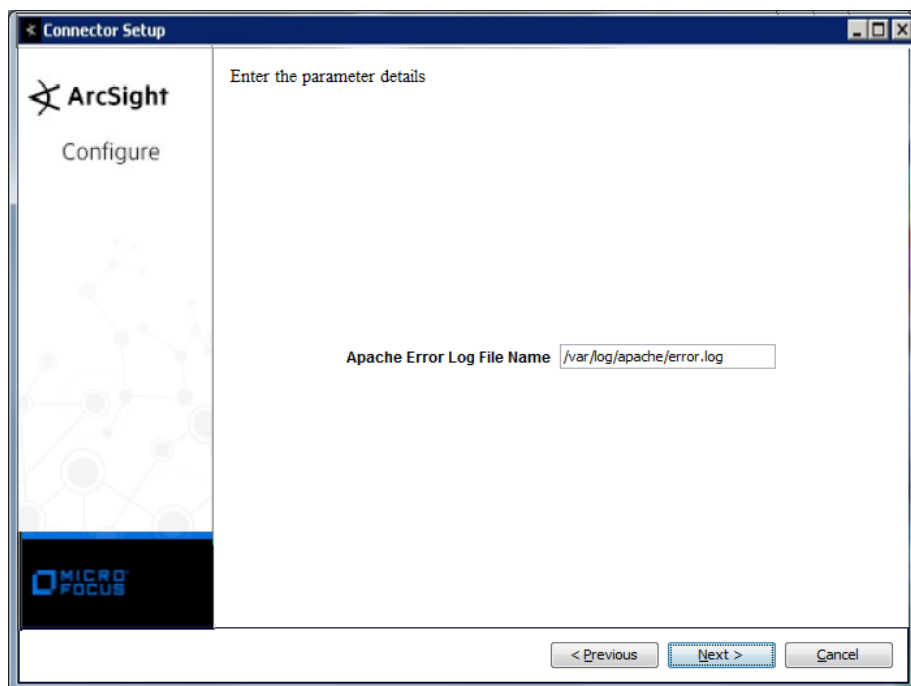 Connector Setup
ArcSight
Configure
Enter the parameter details
Apache Error Log File Name /var/log/apache/error.log
MICRO
FOCUS
< Previous Next > Cancel